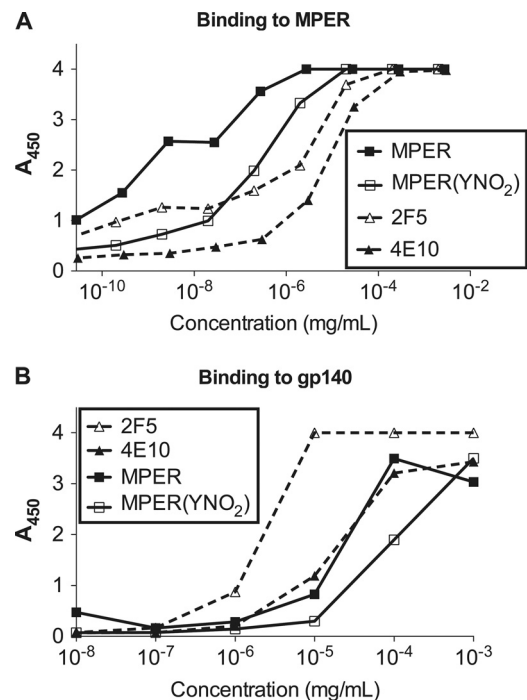 A
Binding to MPER
4
3
2
1
0
A450
MPER
MPER(YNO2)
2F5
4E10
10-10
10-8
10-6
10-4
10-2
Concentration (mg/mL)
B
Binding to gp140
2F5
4E10
MPER
MPER(YNO2)
4
3
2
1
0
A450
10-8
10-7
10-6
10-5
10-4
10-3
Concentration (mg/mL)